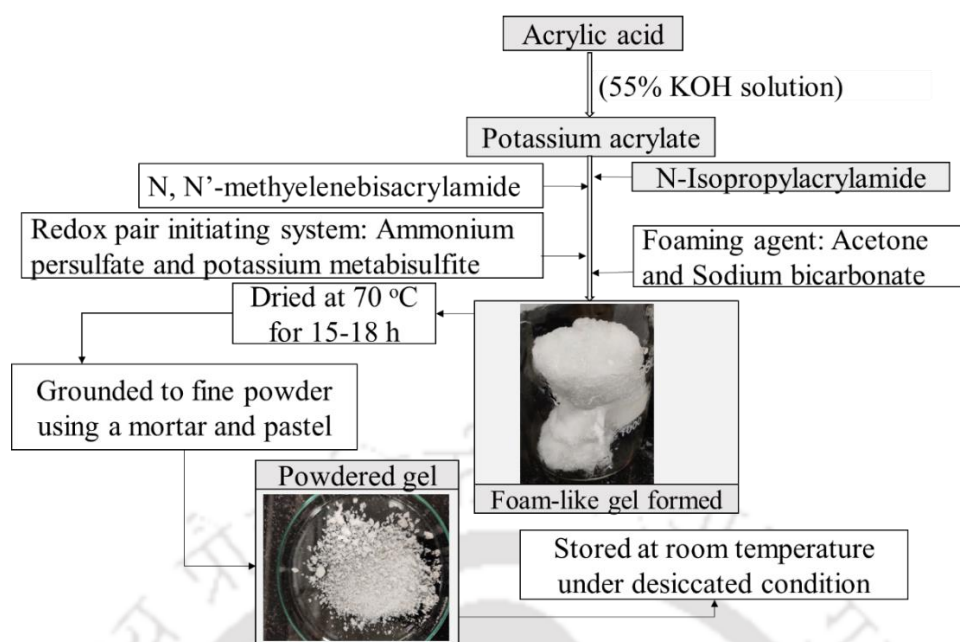 Acrylic acid
(55% KOH solution)
Potassium acrylate
N, N’-methyelenebisacrylamide
N-Isopropylacrylamide
Redox pair initiating system: Ammonium
persulfate and potassium metabisulfite
Foaming agent: Acetone
and Sodium bicarbonate
Dried at 70 °C
for 15-18 h
Grounded to fine powder
using a mortar and pastel
Foam-like gel formed
Powdered gel
Stored at room temperature
under desiccated condition